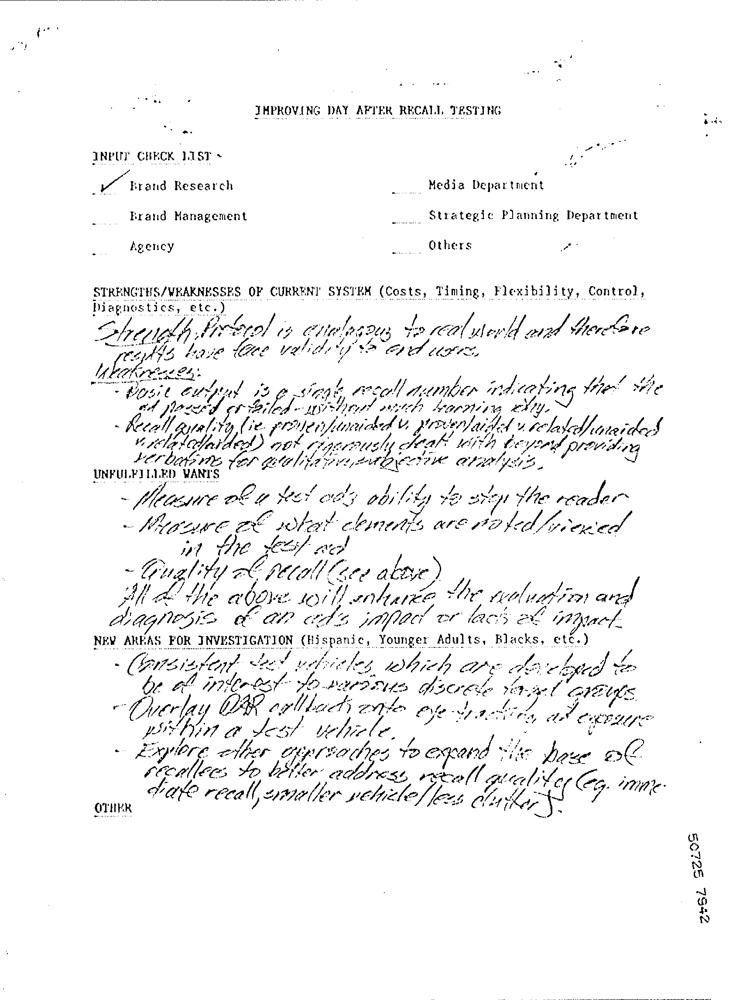 IMPROVING DAY AFTER RECALL TESTING
INPUT CHECK LIST -
✓ Brand Research
Media Department
Brand Management
Strategic Planning Department
Agency
Others
STRENGTHS/WEAKNESSES OF CURRENT SYSTEM (Costs, Timing, Flexibility, Control,
Diagnostics, etc.)
Strength: Protocol is analagous to real world and therefore
results have face validity to end users.
Weaknesses:
- Basic output is a single recall number indicating that the
ad passed or failed - without much learning why.
- Recall quality (ie. proven/unaided v. proven/aided v. related/unaided
v. related/aided) not rigorously dealt with beyond providing
verbatims for qualitative, subjective analysis.
UNFULFILLED WANTS
- Measure of a test ad's ability to stop the reader
- Measure of what elements are noted/viewed
in the test ad
- Quality of recall (see above)
All of the above will enhance the evaluation and
diagnosis of an ad's impact or lack of impact.
NEW AREAS FOR INVESTIGATION (Hispanic, Younger Adults, Blacks, etc.)
- Consistent test vehicles which are developed to
be of interest to various discrete target groups.
- Overlay DAR callback onto eye-tracking ad exposure
within a test vehicle.
- Explore other approaches to expand the base of
recallees to better address recall quality (eg. imme-
diate recall, smaller vehicle/less clutter).
OTHER
50725 7942